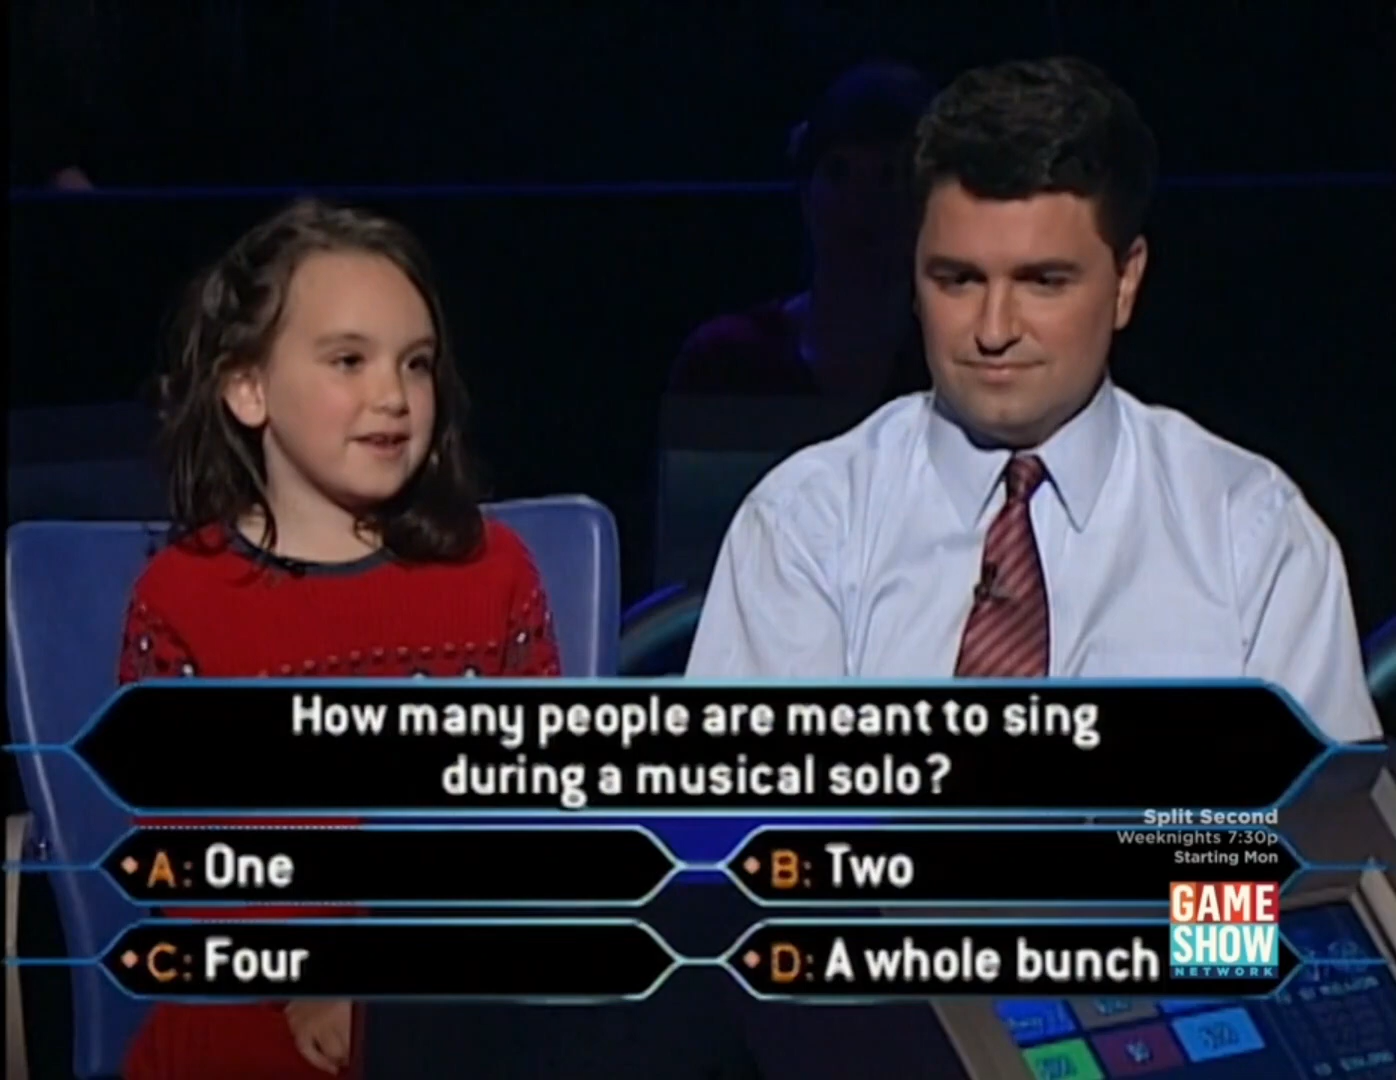 How many people are meant to sing
during a musical solo?
A: One
B: Two
C: Four
D: A whole bunch
Split Second
Weeknights 7:30p
Starting Mon
GAME
SHOW
NETWORK